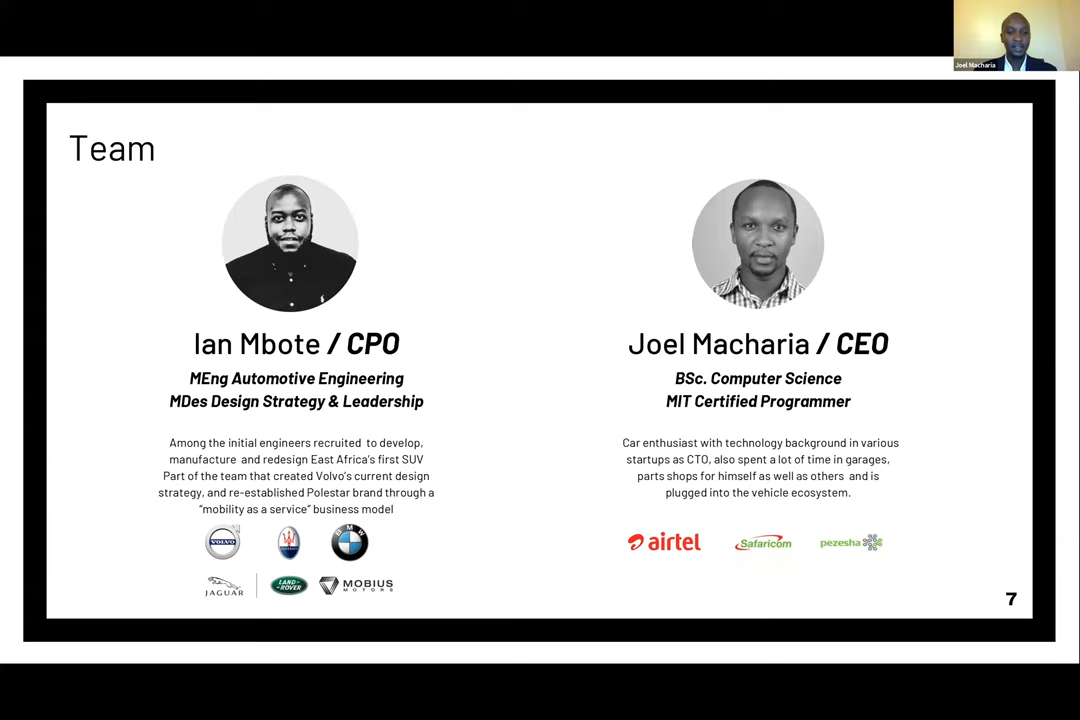 Joel Macharia
Team
Ian Mbote / CPO
MEng Automotive Engineering
MDes Design Strategy & Leadership
Among the initial engineers recruited to develop,
manufacture and redesign East Africa's first SUV
Part of the team that created Volvo's current design
strategy, and re-established Polestar brand through a
"mobility as a service" business model
VOLVO
BMW
JAGUAR
LAND
ROVER
MOBIUS
MOTORS
Joel Macharia / CEO
BSc. Computer Science
MIT Certified Programmer
Car enthusiast with technology background in various
startups as CTO, also spent a lot of time in garages,
parts shops for himself as well as others and is
plugged into the vehicle ecosystem.
airtel
Safaricom
pezesha
7